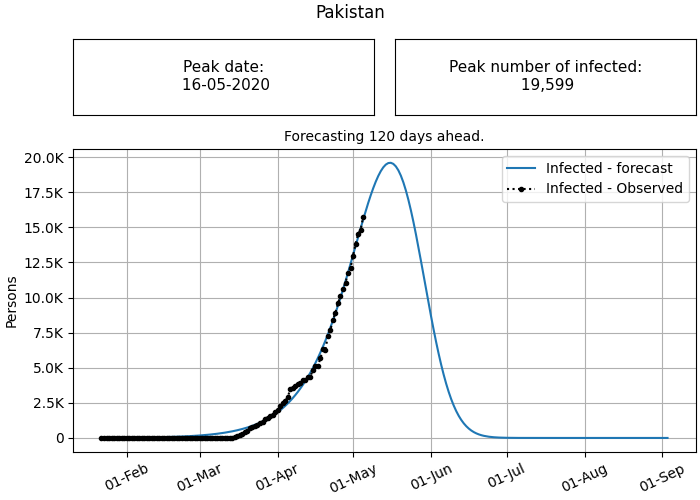 Pakistan
Peak date:
16-05-2020
Peak number of infected:
19,599
Forecasting 120 days ahead.
20.0K
17.5K
15.0K
12.5K
10.0K
7.5K
5.0K
2.5K
0
Persons
Infected - forecast
Infected - Observed
01-Feb
01-Mar
01-Apr
01-May
01-Jun
01-Jul
01-Aug
01-Sep